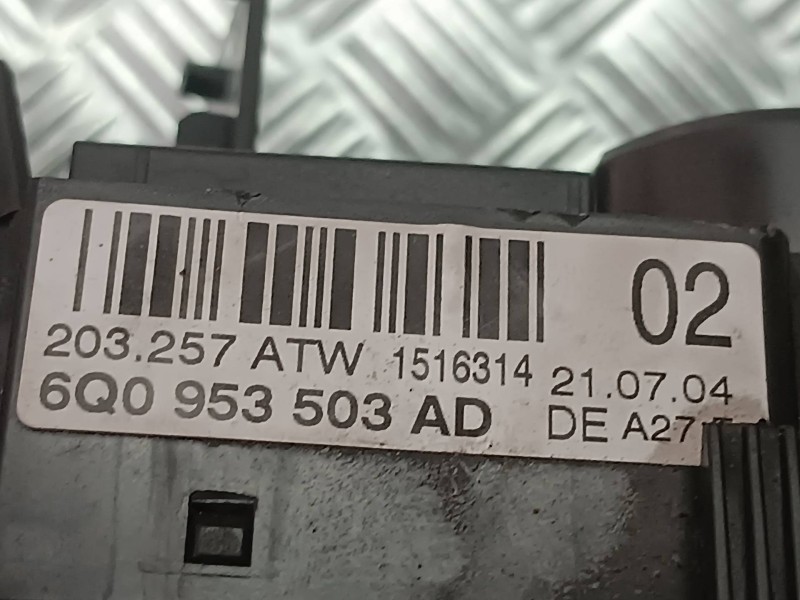 02
203.257 ATW 1516314 21.07.04
6Q0 953 503 AD DE A27